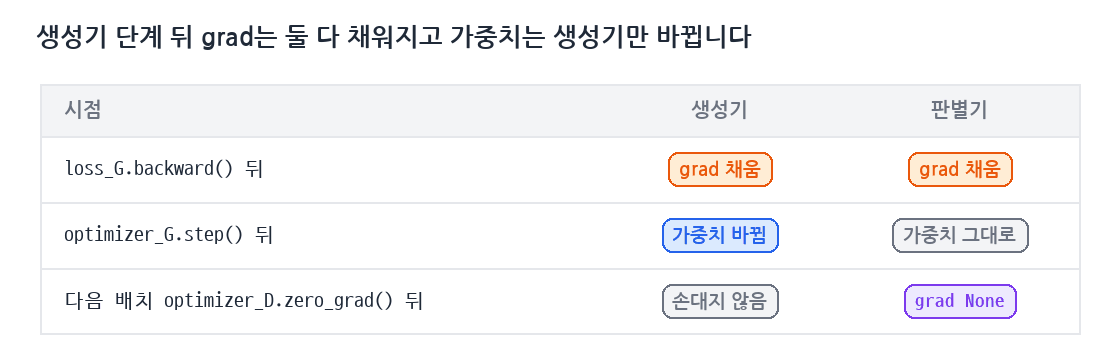 생성기 단계 뒤 grad는 둘 다 채워지고 가중치는 생성기만 바뀝니다
시점 생성기 판별기
loss_G.backward() 뒤 grad 채움 grad 채움
optimizer_G.step() 뒤 가중치 바뀜 가중치 그대로
다음 배치 optimizer_D.zero_grad() 뒤 손대지 않음 grad None